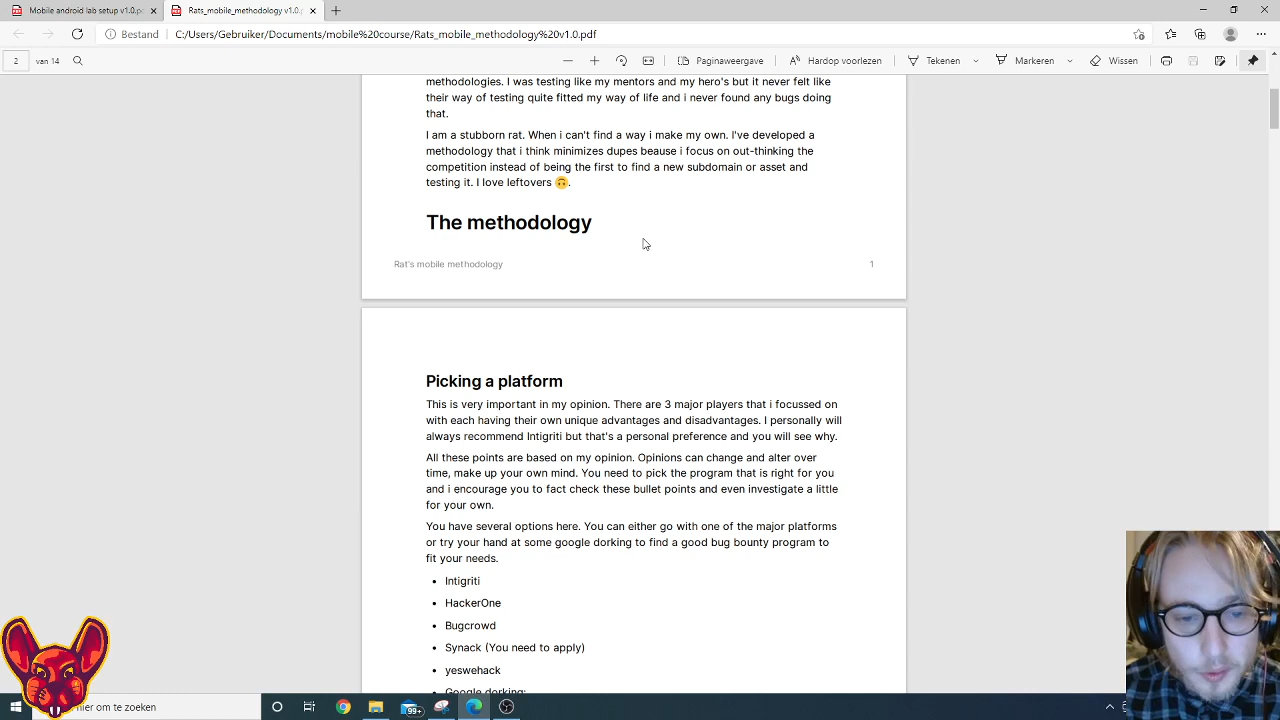 Mobile android lab setup v1.0.pd
Rats_mobile_methodology v1.0.p
Bestand
C:/Users/Gebruiker/Documents/mobile%20course/Rats_mobile_methodology%20v1.0.pdf
2 van 14
Paginaweergave
Hardop voorlezen
Tekenen
Markeren
Wissen
methodologies. I was testing like my mentors and my hero's but it never felt like
their way of testing quite fitted my way of life and i never found any bugs doing
that.
I am a stubborn rat. When i can't find a way i make my own. I've developed a
methodology that i think minimizes dupes beause i focus on out-thinking the
competition instead of being the first to find a new subdomain or asset and
testing it. I love leftovers 🙃.
The methodology
Rat's mobile methodology 1
Picking a platform
This is very important in my opinion. There are 3 major players that i focussed on
with each having their own unique advantages and disadvantages. I personally will
always recommend Intigriti but that's a personal preference and you will see why.
All these points are based on my opinion. Opinions can change and alter over
time, make up your own mind. You need to pick the program that is right for you
and i encourage you to fact check these bullet points and even investigate a little
for your own.
You have several options here. You can either go with one of the major platforms
or try your hand at some google dorking to find a good bug bounty program to
fit your needs.
• Intigriti
• HackerOne
• Bugcrowd
• Synack (You need to apply)
• yeswehack
• Google dorking:
hier om te zoeken
99+